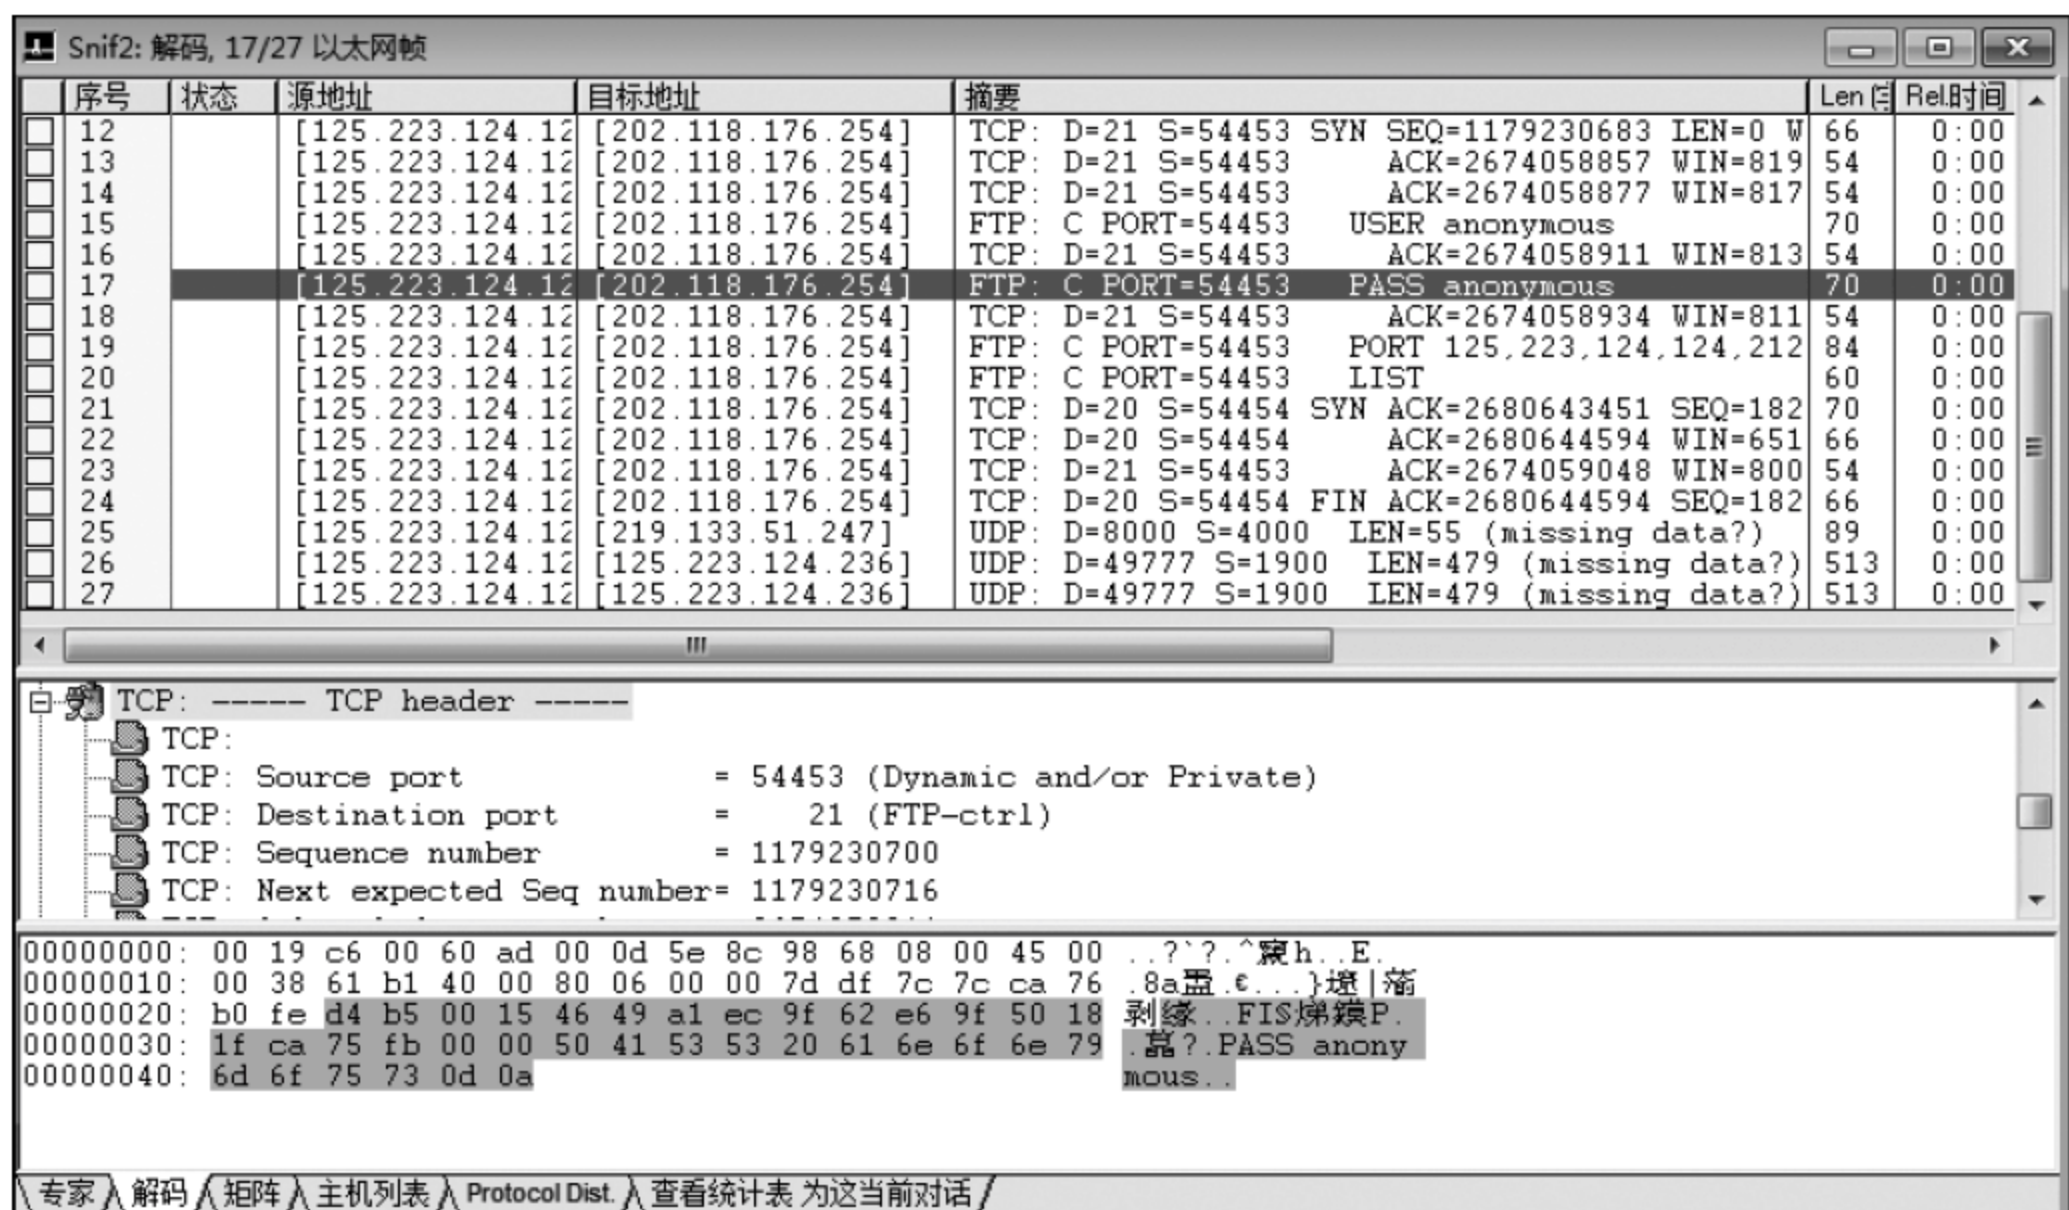 Snif2: 解码, 17/27 以太网帧
序号 状态 源地址 目标地址 摘要 Len Rel.时间
12 [125.223.124.12 [202.118.176.254] TCP: D=21 S=54453 SYN SEQ=1179230683 LEN=0 W 66 0:00
13 [125.223.124.12 [202.118.176.254] TCP: D=21 S=54453 ACK=2674058857 WIN=819 54 0:00
14 [125.223.124.12 [202.118.176.254] TCP: D=21 S=54453 ACK=2674058877 WIN=817 54 0:00
15 [125.223.124.12 [202.118.176.254] FTP: C PORT=54453 USER anonymous 70 0:00
16 [125.223.124.12 [202.118.176.254] TCP: D=21 S=54453 ACK=2674058911 WIN=813 54 0:00
17 [125.223.124.12 [202.118.176.254] FTP: C PORT=54453 PASS anonymous 70 0:00
18 [125.223.124.12 [202.118.176.254] TCP: D=21 S=54453 ACK=2674058934 WIN=811 54 0:00
19 [125.223.124.12 [202.118.176.254] FTP: C PORT=54453 PORT 125,223,124,124,212 84 0:00
20 [125.223.124.12 [202.118.176.254] FTP: C PORT=54453 LIST 60 0:00
21 [125.223.124.12 [202.118.176.254] TCP: D=20 S=54454 SYN ACK=2680643451 SEQ=182 70 0:00
22 [125.223.124.12 [202.118.176.254] TCP: D=20 S=54454 ACK=2680644594 WIN=651 66 0:00
23 [125.223.124.12 [202.118.176.254] TCP: D=21 S=54453 ACK=2674059048 WIN=800 54 0:00
24 [125.223.124.12 [202.118.176.254] TCP: D=20 S=54454 FIN ACK=2680644594 SEQ=182 66 0:00
25 [125.223.124.12 [219.133.51.247] UDP: D=8000 S=4000 LEN=55 (missing data?) 89 0:00
26 [125.223.124.12 [125.223.124.236] UDP: D=49777 S=1900 LEN=479 (missing data?) 513 0:00
27 [125.223.124.12 [125.223.124.236] UDP: D=49777 S=1900 LEN=479 (missing data?) 513 0:00
TCP: ----- TCP header -----
TCP:
TCP: Source port = 54453 (Dynamic and/or Private)
TCP: Destination port = 21 (FTP-ctrl)
TCP: Sequence number = 1179230700
TCP: Next expected Seq number= 1179230716
00000000: 00 19 c6 00 60 ad 00 0d 5e 8c 98 68 08 00 45 00 ..?`?.^h..E.
00000010: 00 38 61 b1 40 00 80 06 00 00 7d df 7c 7c ca 76 .8a.€...}|
00000020: b0 fe d4 b5 00 15 46 49 a1 ec 9f 62 e6 9f 50 18 剥缘..FIP.
00000030: 1f ca 75 fb 00 00 50 41 53 53 20 61 6e 6f 6e 79 .?.PASS anony
00000040: 6d 6f 75 73 0d 0a mous..
专家 解码 矩阵 主机列表 Protocol Dist. 查看统计表 为这当前对话